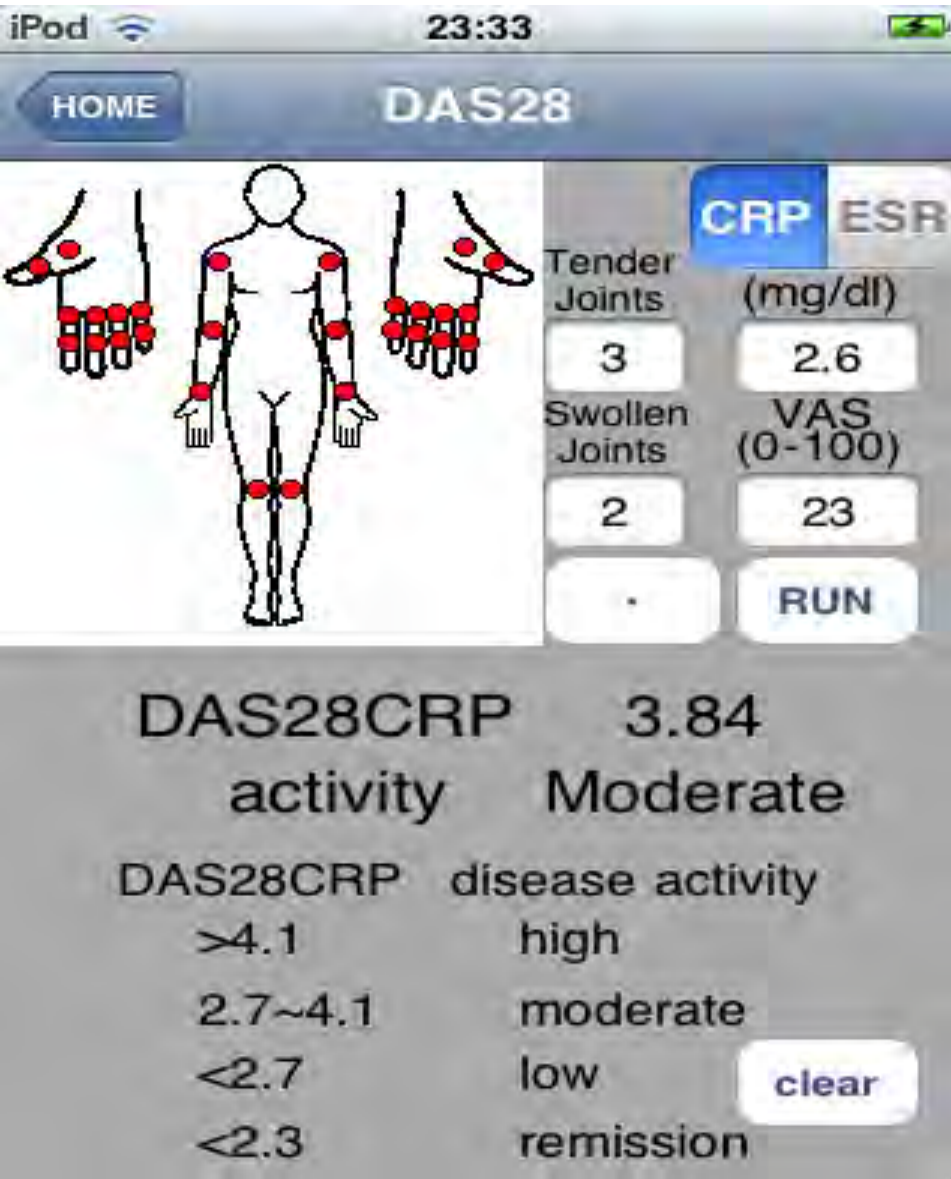 iPod 23:33
HOME DAS28
CRP ESR
Tender
Joints
(mg/dl)
3
2.6
Swollen
Joints
VAS
(0-100)
2
23
.
RUN
DAS28CRP 3.84
activity Moderate
DAS28CRP disease activity
>4.1 high
2.7~4.1 moderate
<2.7 low
clear
<2.3 remission